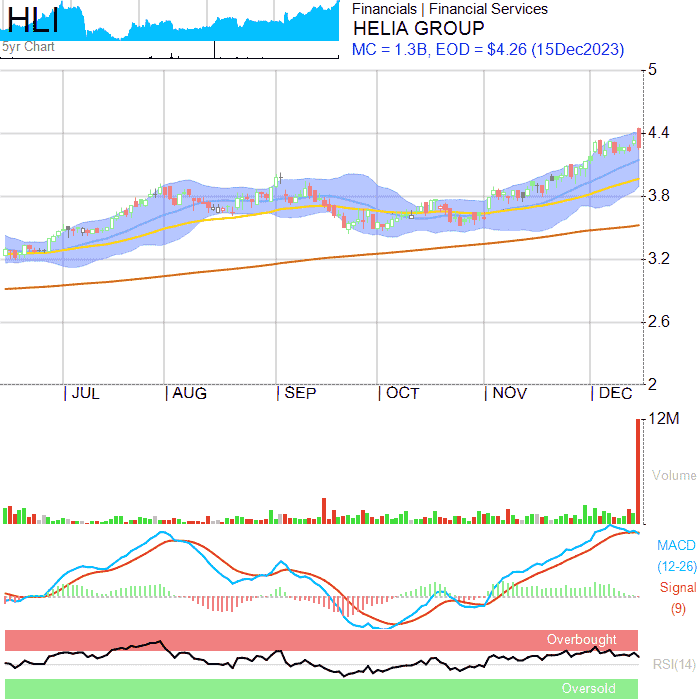 HLI
5yr Chart
Financials | Financial Services
HELIA GROUP
MC = 1.3B, EOD = $4.26 (15Dec2023)
5
4.4
3.8
3.2
2.6
2
JUL AUG SEP OCT NOV DEC
12M
Volume
MACD
(12-26)
Signal
(9)
Overbought
RSI(14)
Oversold